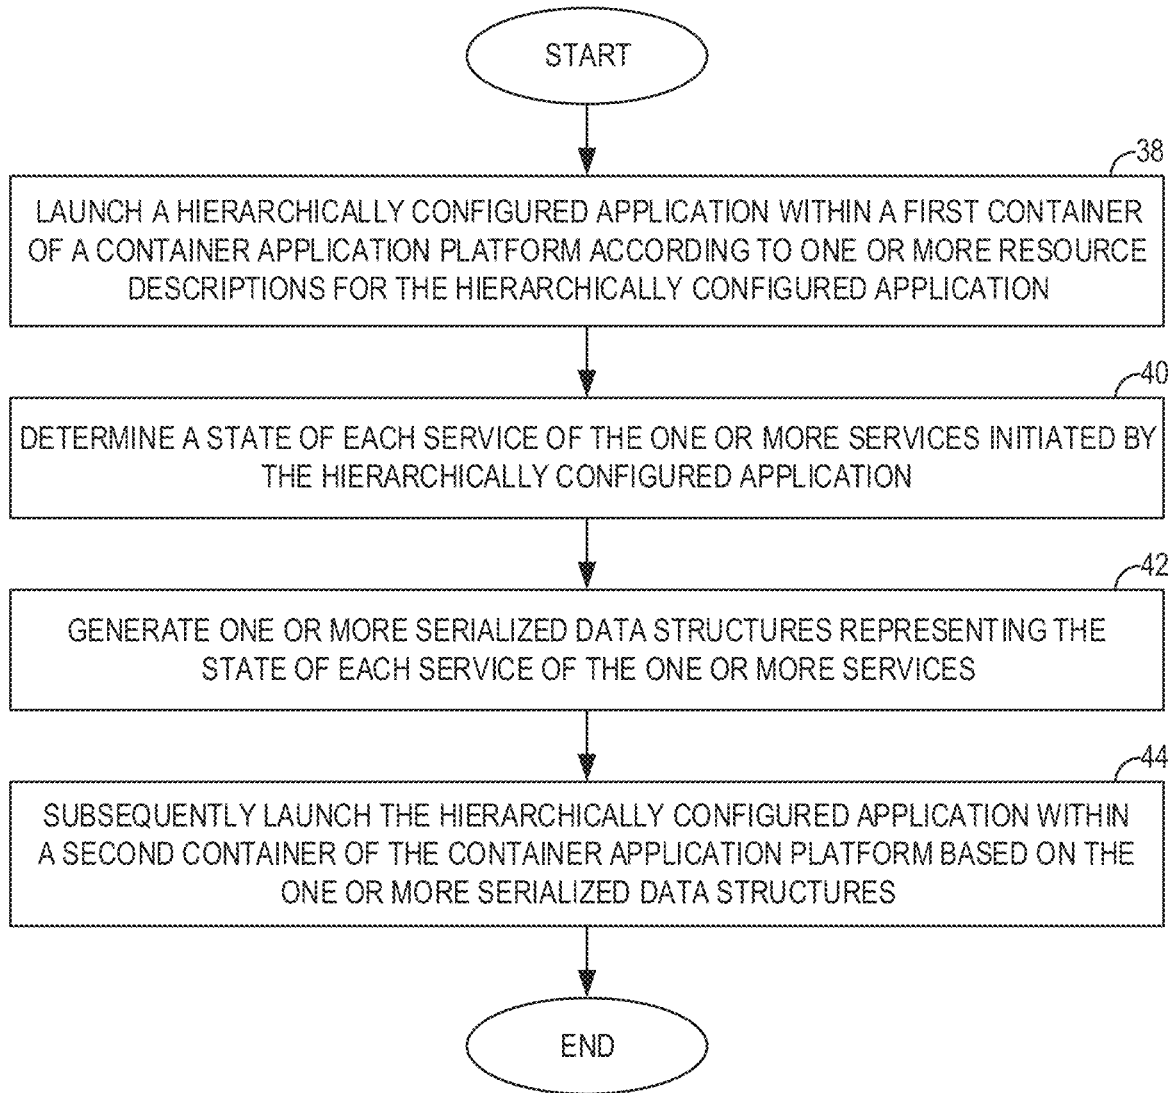 START
38
LAUNCH A HIERARCHICALLY CONFIGURED APPLICATION WITHIN A FIRST CONTAINER
OF A CONTAINER APPLICATION PLATFORM ACCORDING TO ONE OR MORE RESOURCE
DESCRIPTIONS FOR THE HIERARCHICALLY CONFIGURED APPLICATION
40
DETERMINE A STATE OF EACH SERVICE OF THE ONE OR MORE SERVICES INITIATED BY
THE HIERARCHICALLY CONFIGURED APPLICATION
42
GENERATE ONE OR MORE SERIALIZED DATA STRUCTURES REPRESENTING THE
STATE OF EACH SERVICE OF THE ONE OR MORE SERVICES
44
SUBSEQUENTLY LAUNCH THE HIERARCHICALLY CONFIGURED APPLICATION WITHIN
A SECOND CONTAINER OF THE CONTAINER APPLICATION PLATFORM BASED ON THE
ONE OR MORE SERIALIZED DATA STRUCTURES
END